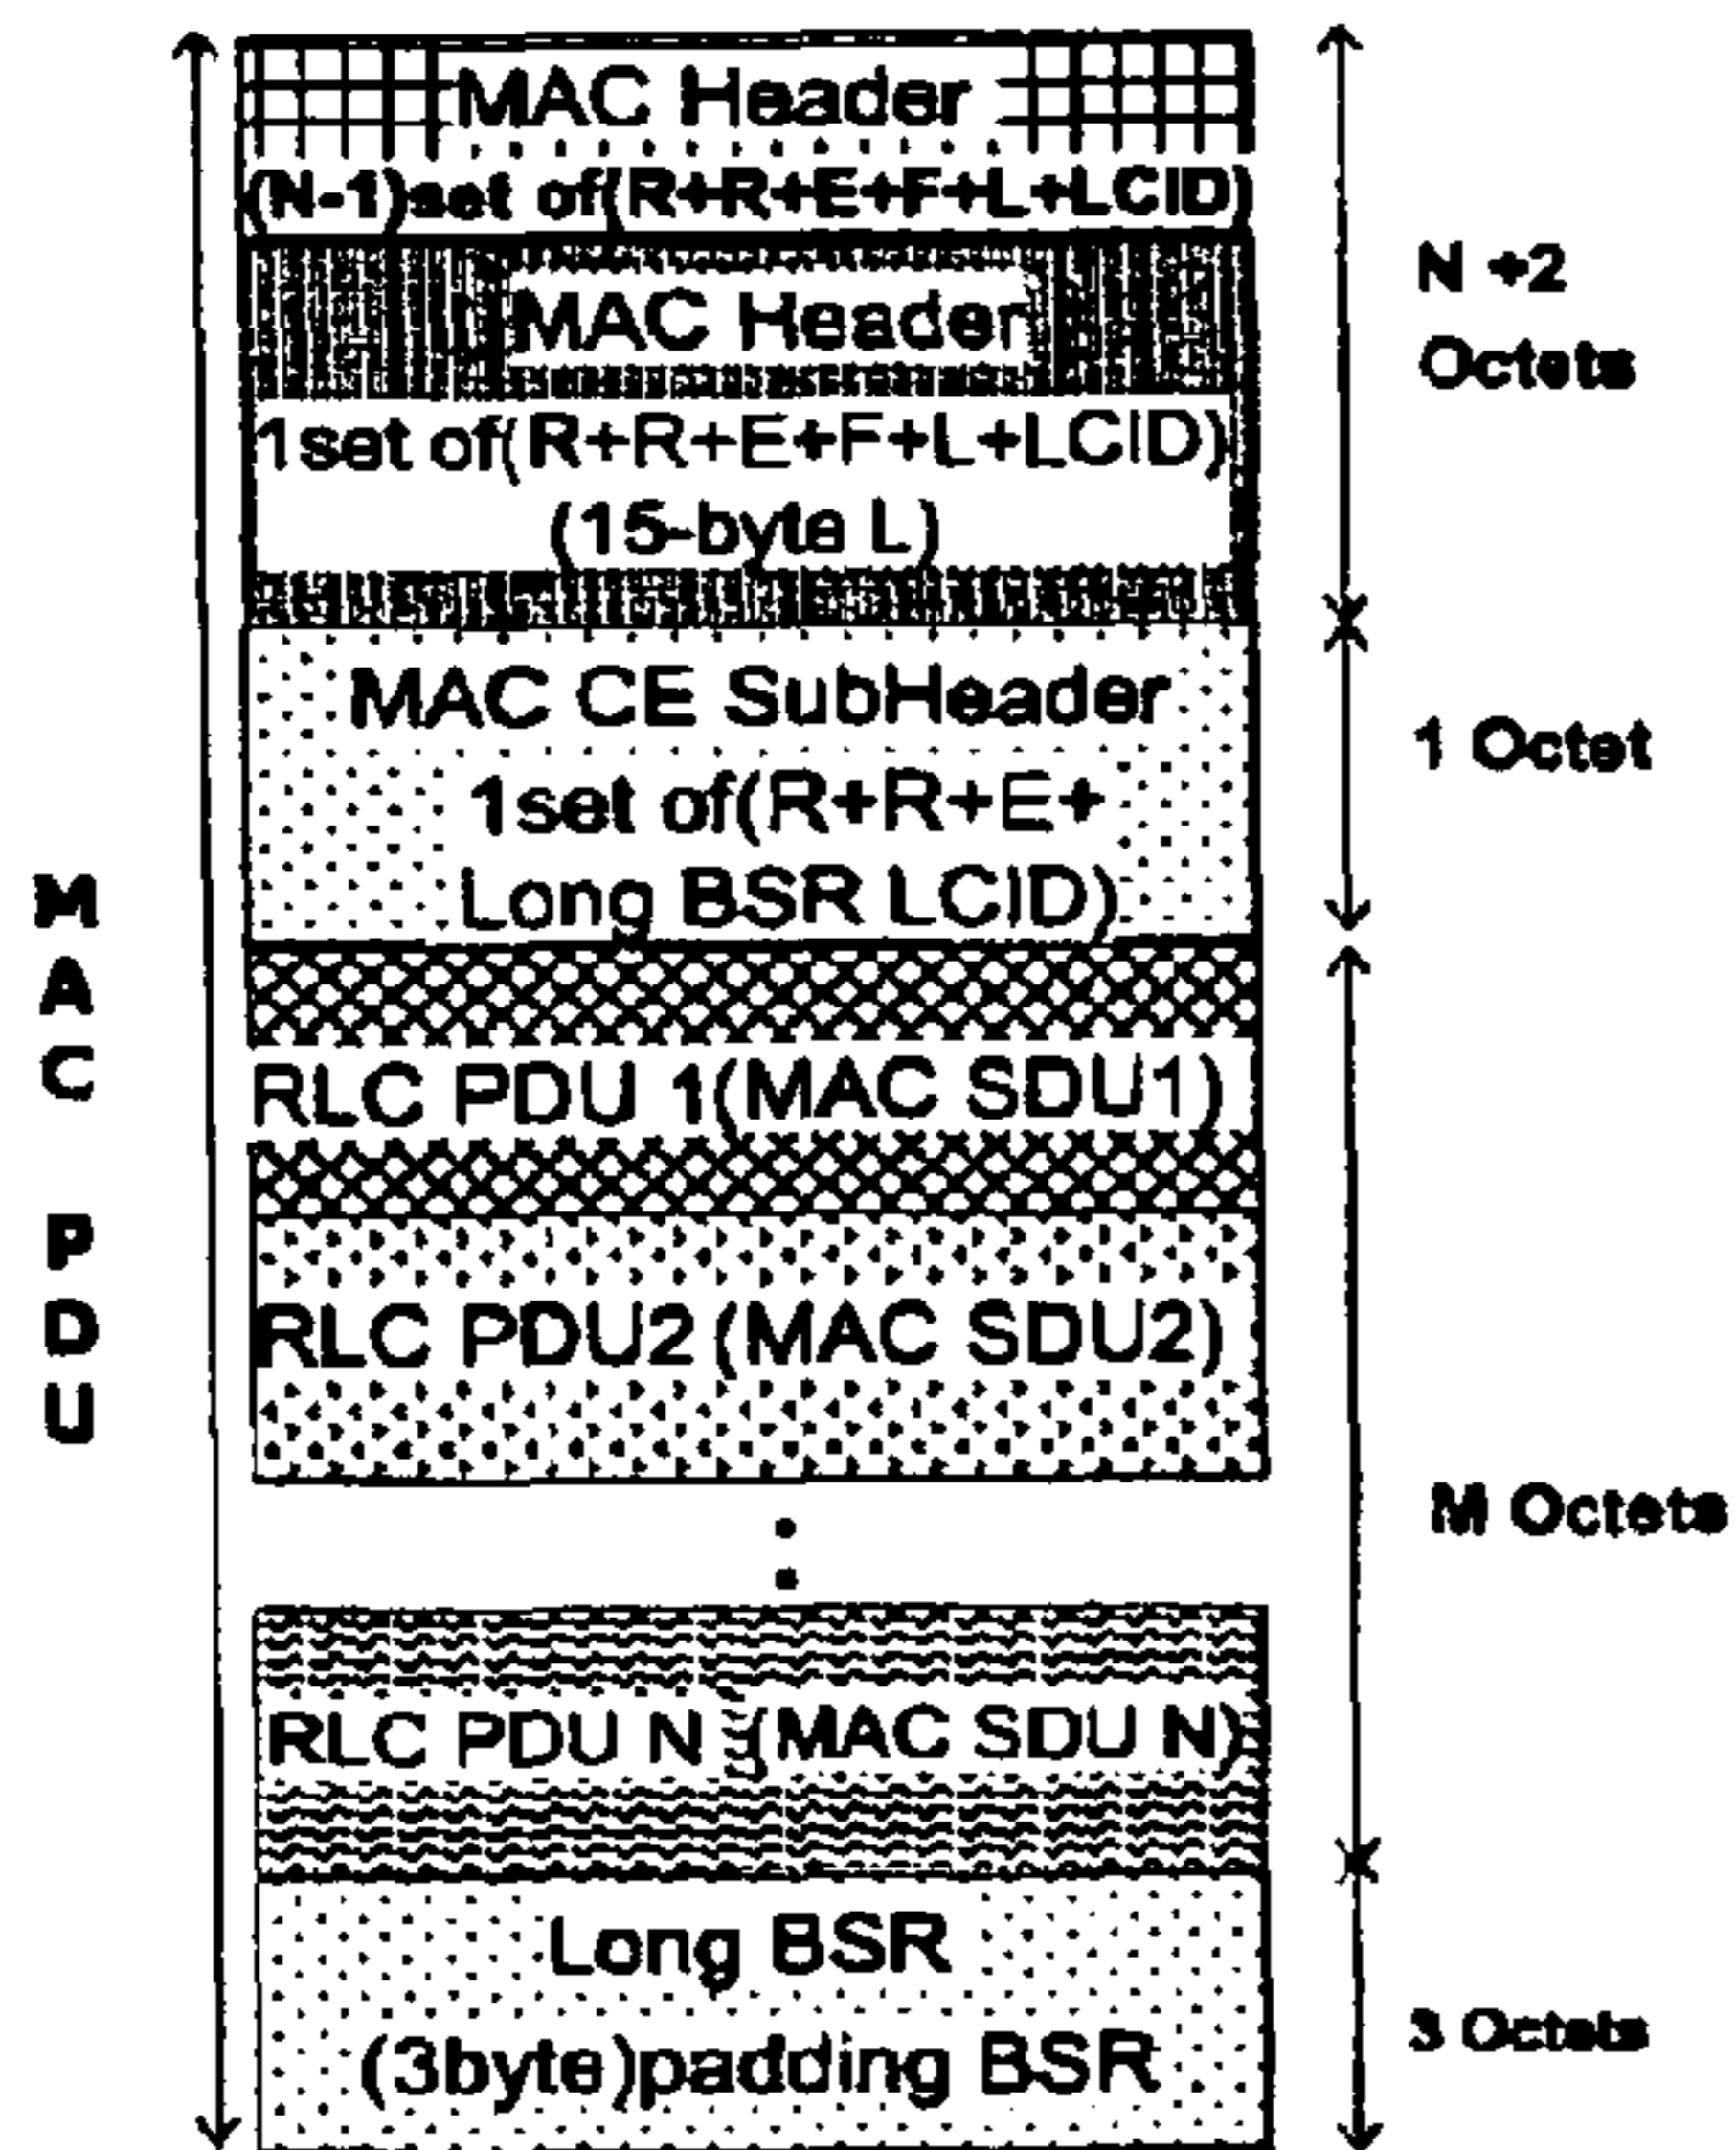 MAC Header
(N-1)set of(R+R+E+F+L+LCID)
MAC Header
1set of(R+R+E+F+L+LCID)
(15-byte L)
N +2
Octets
MAC CE SubHeader
1set of(R+R+E+
Long BSR LCID)
1 Octet
MAC PDU
RLC PDU 1(MAC SDU1)
RLC PDU2(MAC SDU2)
M Octets
RLC PDU N (MAC SDU N)
Long BSR
(3byte)padding BSR
3 Octets